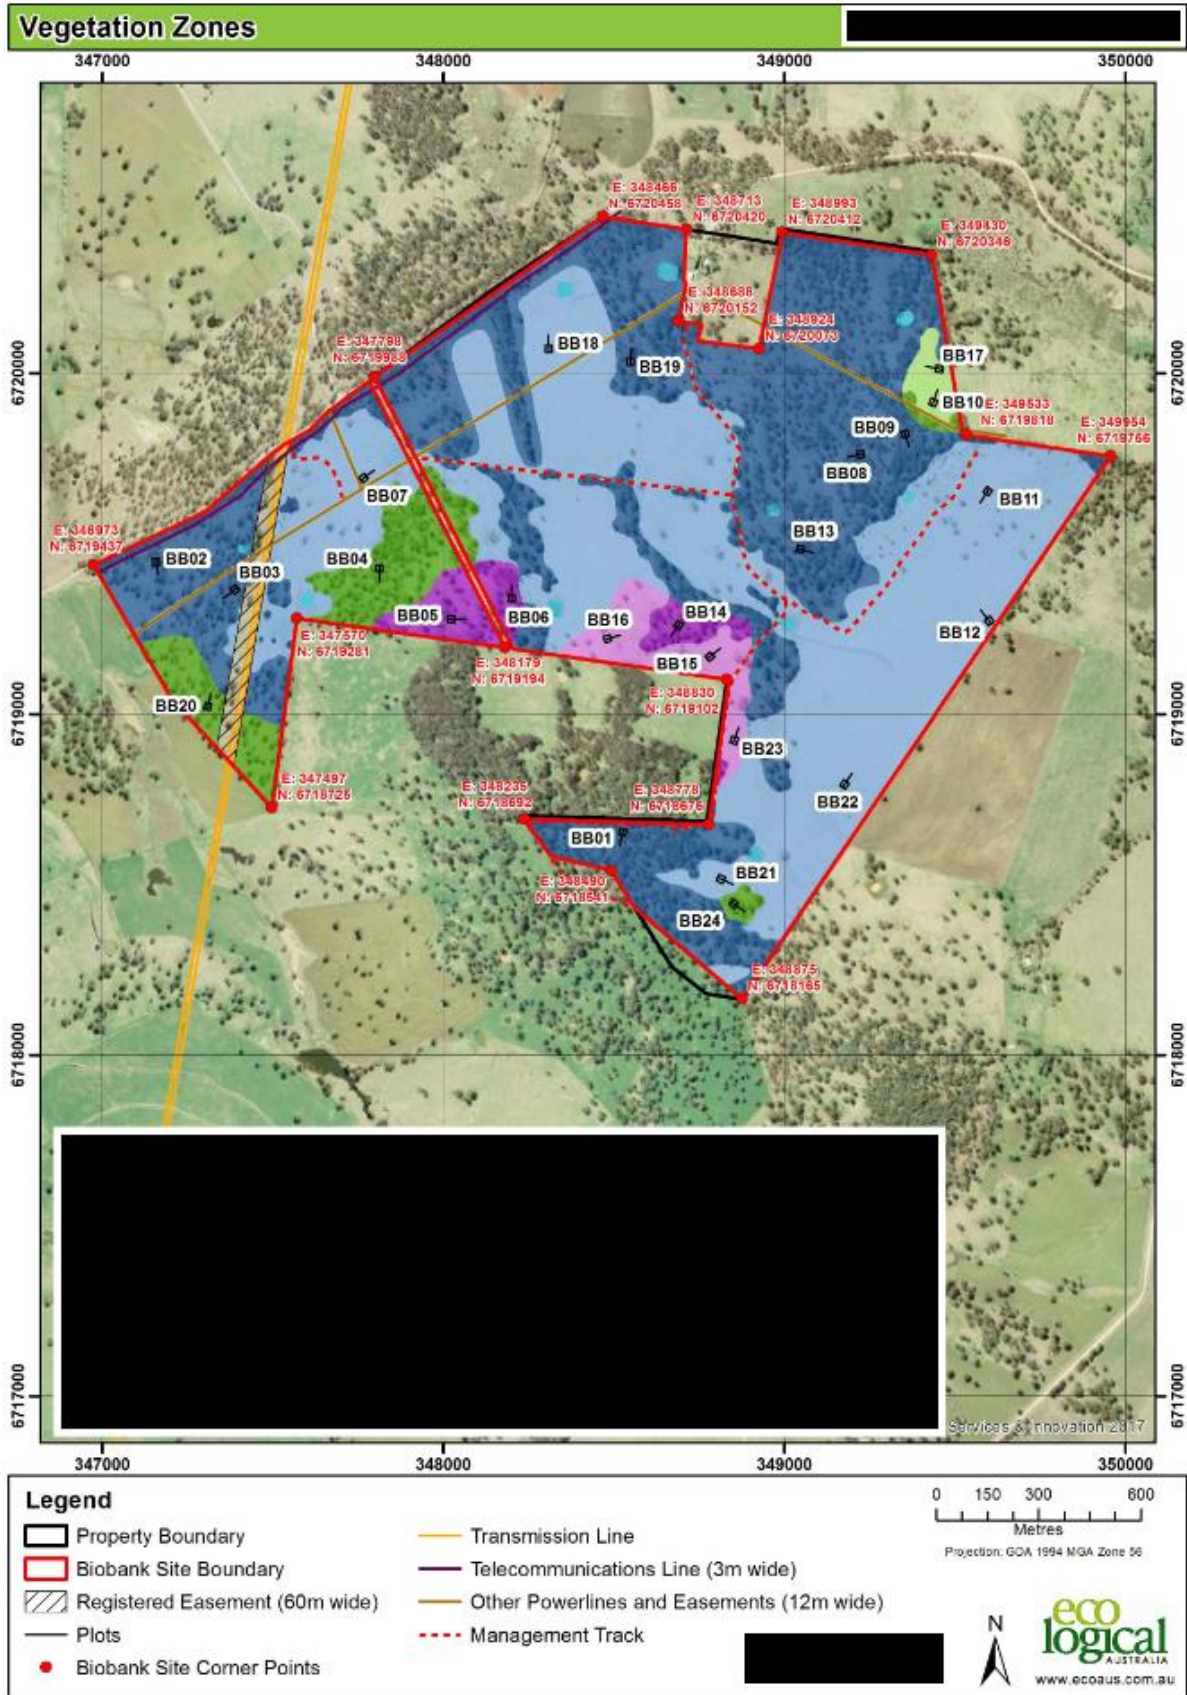 Vegetation Zones
347000 348000 349000 350000
E: 348466
N: 6720458
E: 348713
N: 6720420
E: 348993
N: 6720412
E: 349430
N: 6720346
E: 348688
N: 6720152
E: 348924
N: 6720073
E: 347798
N: 6719988
BB18
BB19
BB17
BB10
6720000
6720000
E: 349533
N: 6719818
E: 349954
N: 6719766
BB09
BB08
BB07
BB11
E: 346973
N: 6719437
BB02
BB03
BB04
BB13
BB05
BB06
BB16
BB14
BB12
BB15
E: 347570
N: 6719281
E: 348179
N: 6719194
E: 348830
N: 6719102
BB20
6719000
6719000
BB23
E: 347497
N: 6718725
E: 348235
N: 6718692
E: 348778
N: 6718676
BB22
BB01
BB21
E: 348490
N: 6718541
BB24
E: 348875
N: 6718165
6718000
6718000
6717000
6717000
Services & Innovation 2017
347000 348000 349000 350000
Legend
Property Boundary
Biobank Site Boundary
Registered Easement (60m wide)
Plots
Biobank Site Corner Points
Transmission Line
Telecommunications Line (3m wide)
Other Powerlines and Easements (12m wide)
Management Track
0 150 300 600
Metres
Projection: GDA 1994 MGA Zone 56
N
eco
logical
AUSTRALIA
www.ecoaus.com.au